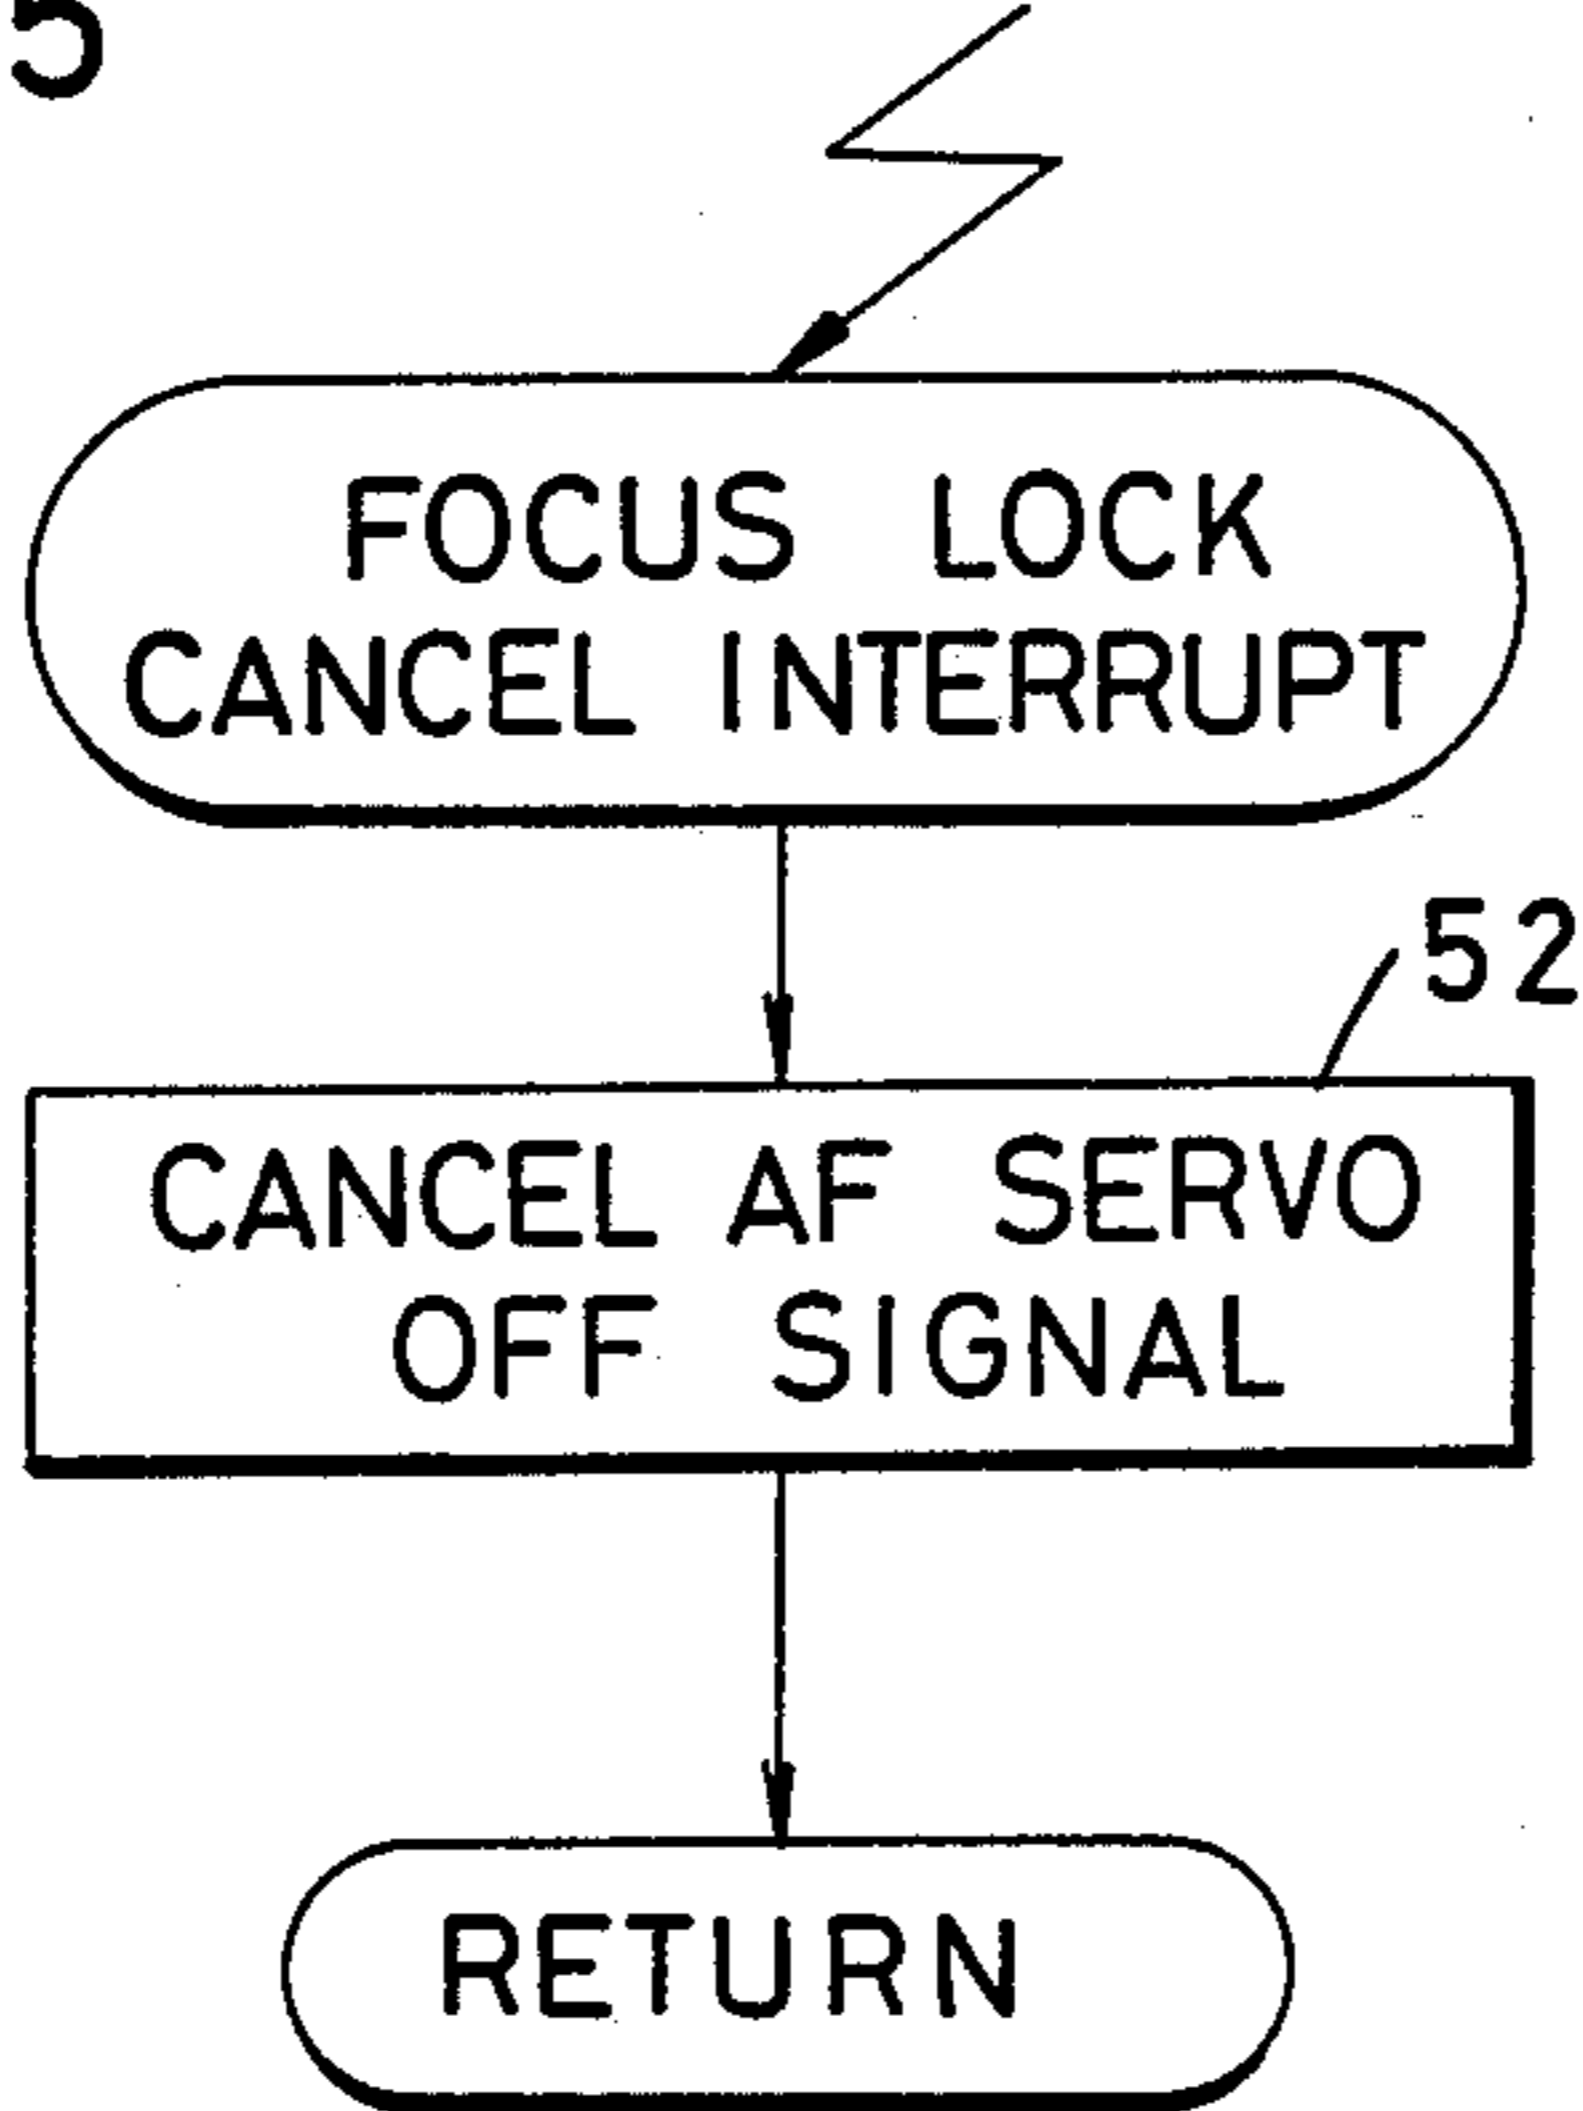 5
FOCUS LOCK
CANCEL INTERRUPT
52
CANCEL AF SERVO
OFF SIGNAL
RETURN